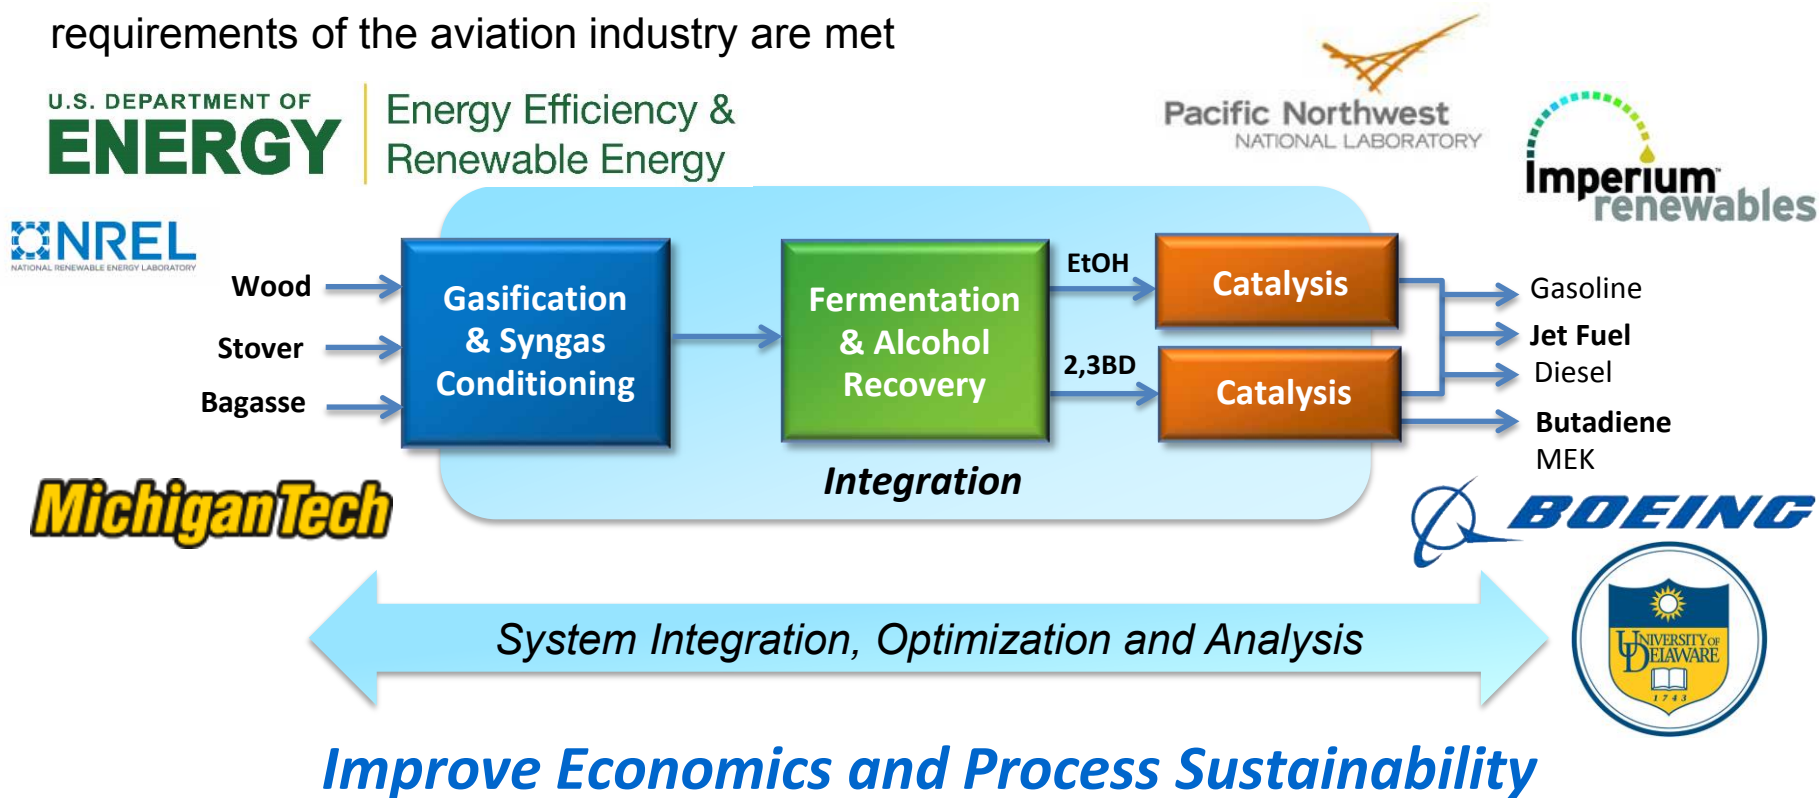 requirements of the aviation industry are met
U.S. DEPARTMENT OF
ENERGY
Energy Efficiency &
Renewable Energy
Pacific Northwest
NATIONAL LABORATORY
Imperium™
renewables
NREL
NATIONAL RENEWABLE ENERGY LABORATORY
Wood
Stover
Bagasse
Gasification
& Syngas
Conditioning
Fermentation
& Alcohol
Recovery
EtOH
2,3BD
Catalysis
Catalysis
Gasoline
Jet Fuel
Diesel
Butadiene
MEK
Integration
MichiganTech
BOEING
System Integration, Optimization and Analysis
UNIVERSITY OF
DELAWARE
1743
Improve Economics and Process Sustainability